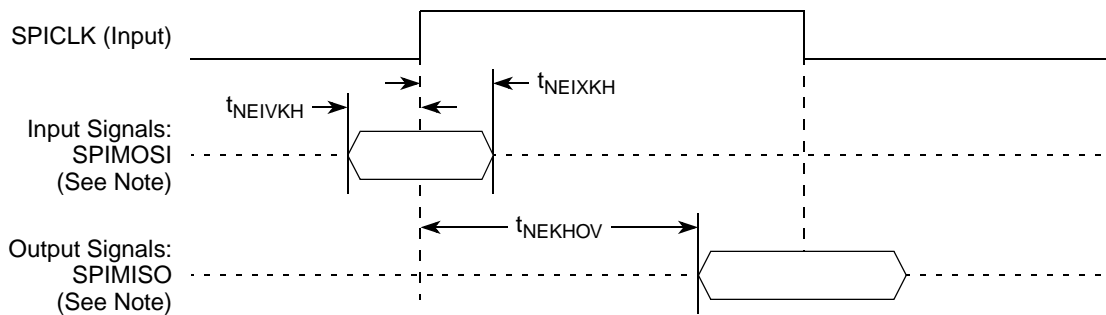 SPICLK (Input)
tNEIVKH
tNEIXKH
Input Signals:
SPIMOSI
(See Note)
tNEKHOV
Output Signals:
SPIMISO
(See Note)